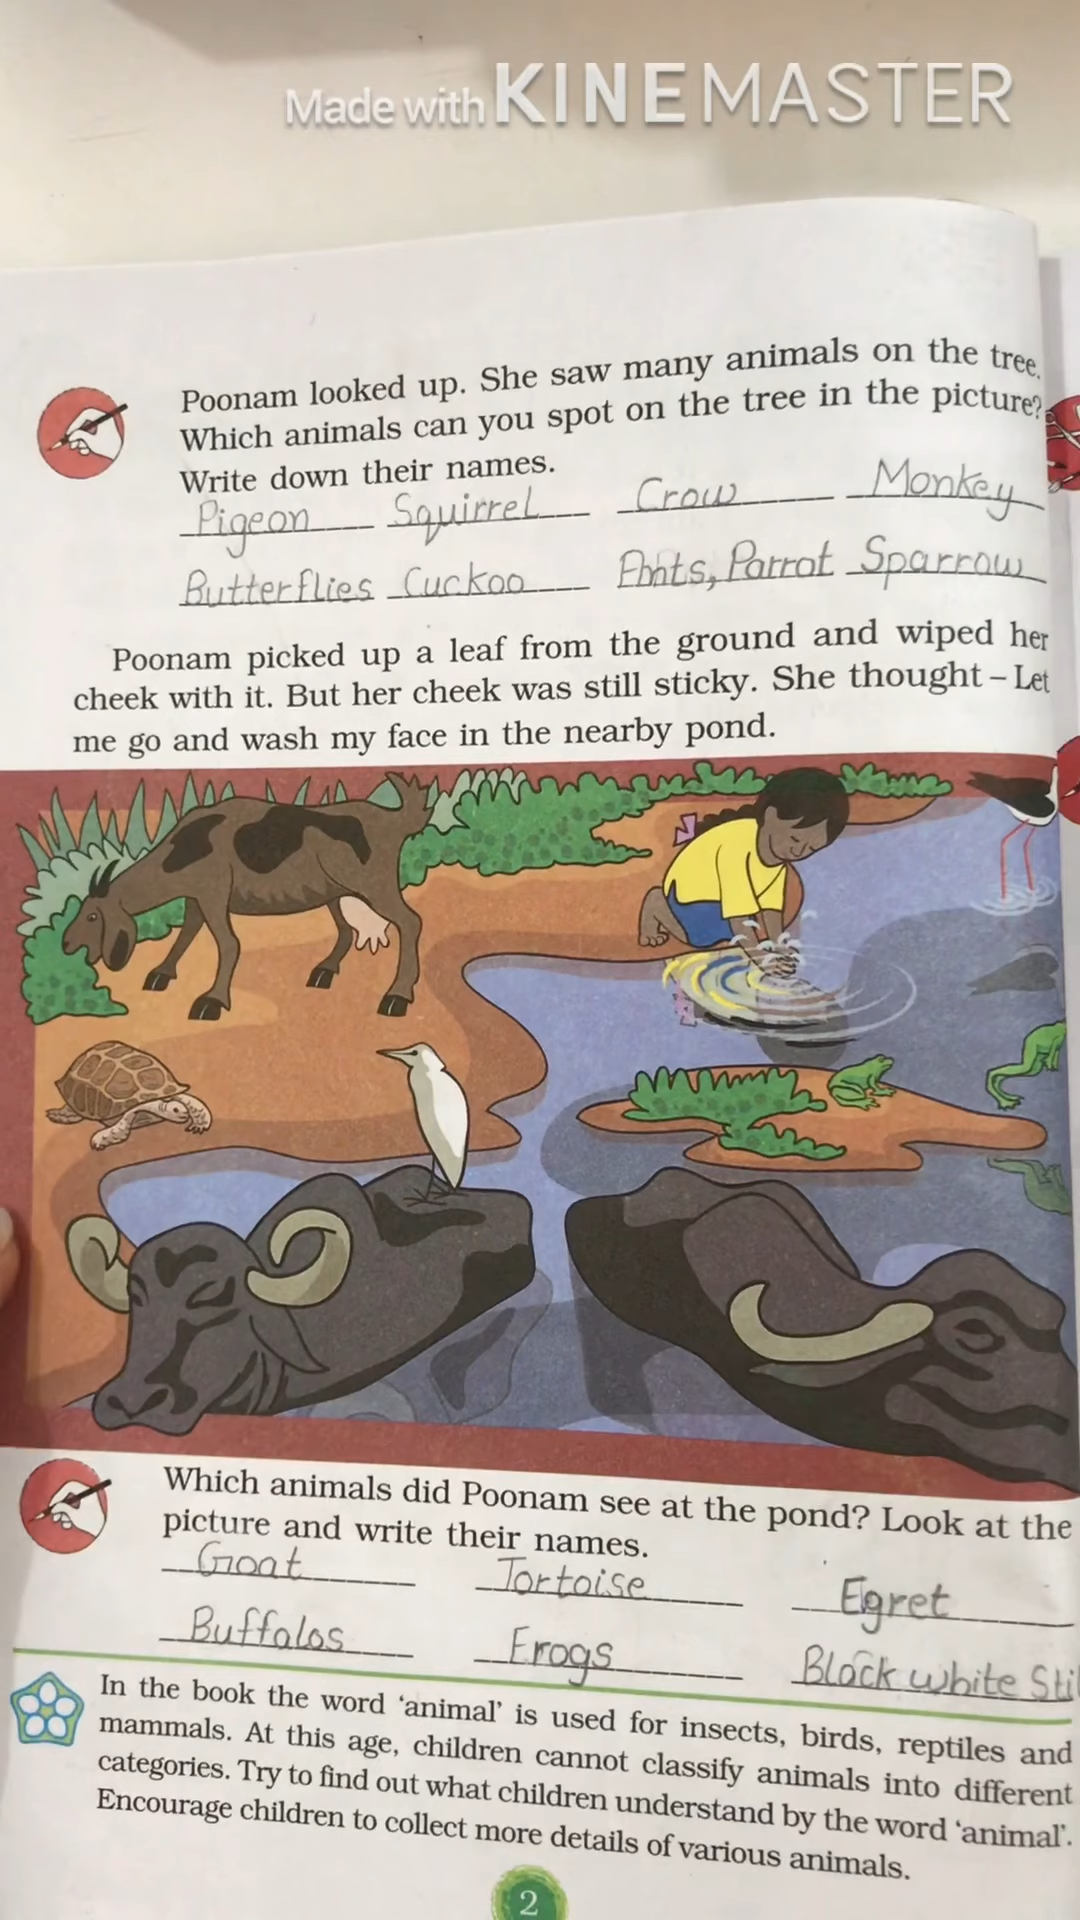 Made with KINEMASTER
Poonam looked up. She saw many animals on the tree.
Which animals can you spot on the tree in the picture?
Write down their names.
Pigeon Squirrel Crow Monkey
Butterflies Cuckoo Ants, Parrot Sparrow
Poonam picked up a leaf from the ground and wiped her
cheek with it. But her cheek was still sticky. She thought – Let
me go and wash my face in the nearby pond.
Which animals did Poonam see at the pond? Look at the
picture and write their names.
Goat Tortoise Egret
Buffalos Frogs Black white Sti
In the book the word ‘animal’ is used for insects, birds, reptiles and
mammals. At this age, children cannot classify animals into different
categories. Try to find out what children understand by the word ‘animal’.
Encourage children to collect more details of various animals.
2